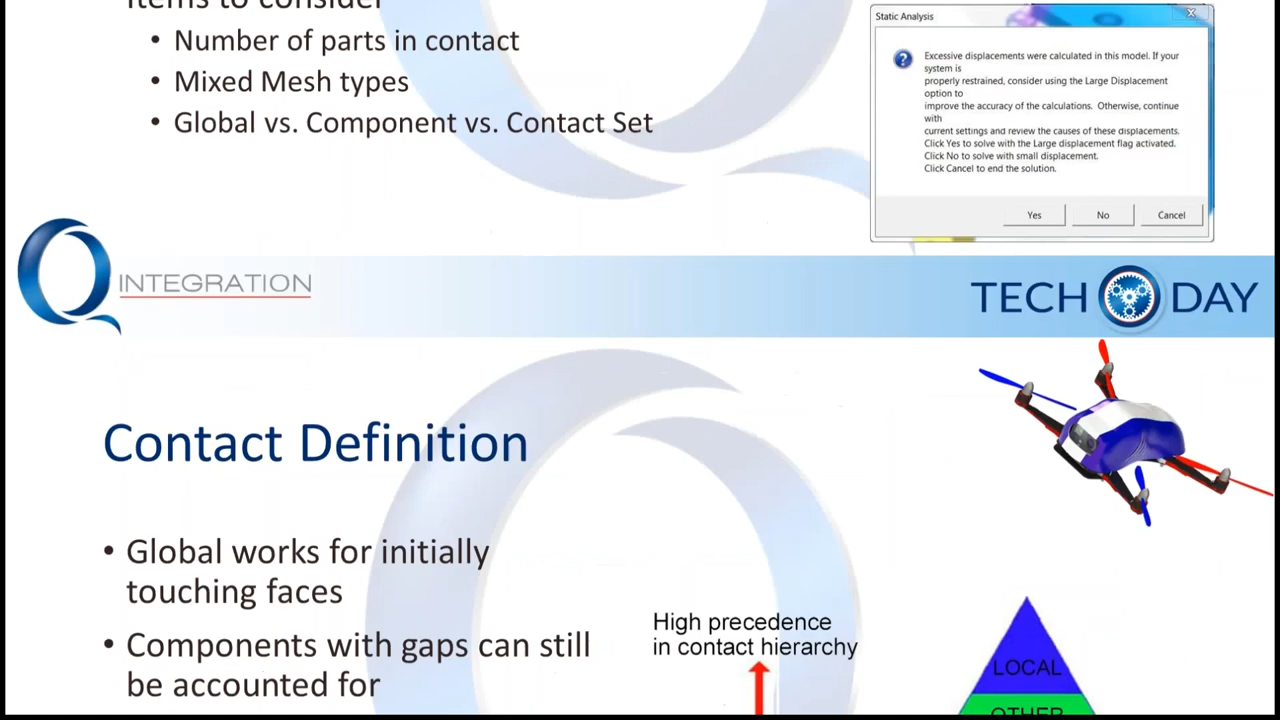 Items to consider
• Number of parts in contact
• Mixed Mesh types
• Global vs. Component vs. Contact Set
Static Analysis
Excessive displacements were calculated in this model. If your
system is
properly restrained, consider using the Large Displacement
option to
improve the accuracy of the calculations. Otherwise, continue
with
current settings and review the causes of these displacements.
Click Yes to solve with the Large displacement flag activated.
Click No to solve with small displacement.
Click Cancel to end the solution.
Yes No Cancel
Q INTEGRATION
TECH DAY
Contact Definition
• Global works for initially
touching faces
• Components with gaps can still
be accounted for
High precedence
in contact hierarchy
LOCAL
OTHER